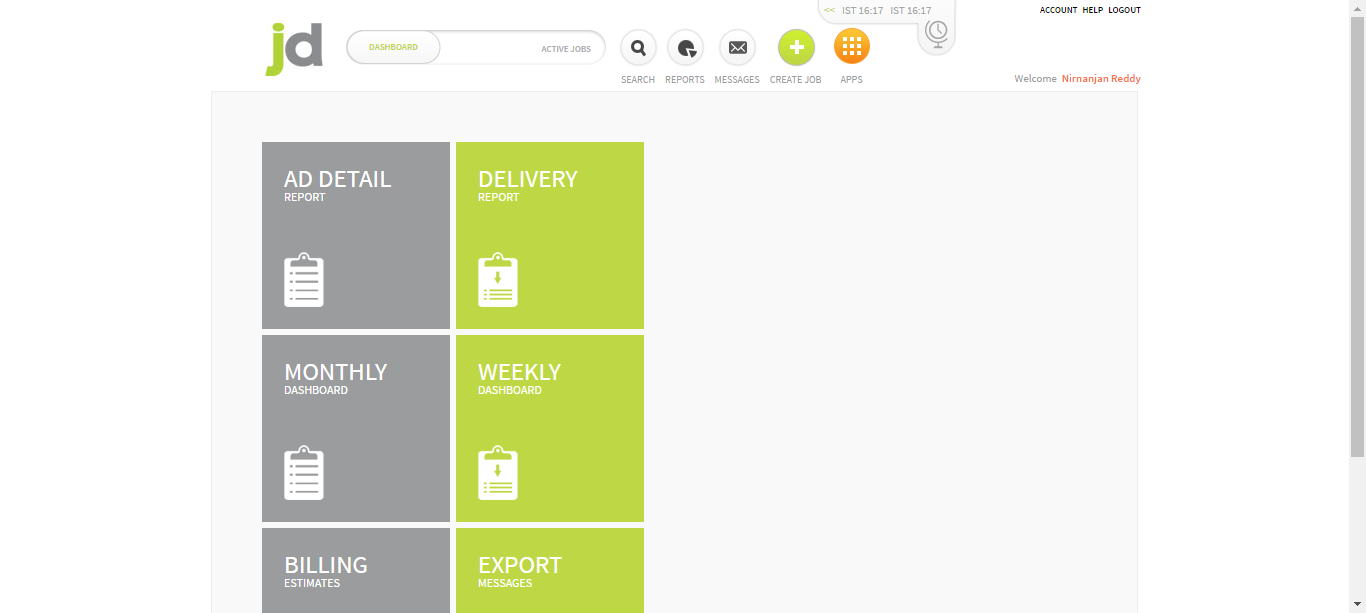 << IST 16:17 IST 16:17
ACCOUNT HELP LOGOUT
jd
DASHBOARD
ACTIVE JOBS
SEARCH REPORTS MESSAGES CREATE JOB APPS
Welcome Nirnanjan Reddy
AD DETAIL
REPORT
DELIVERY
REPORT
MONTHLY
DASHBOARD
WEEKLY
DASHBOARD
BILLING
ESTIMATES
EXPORT
MESSAGES